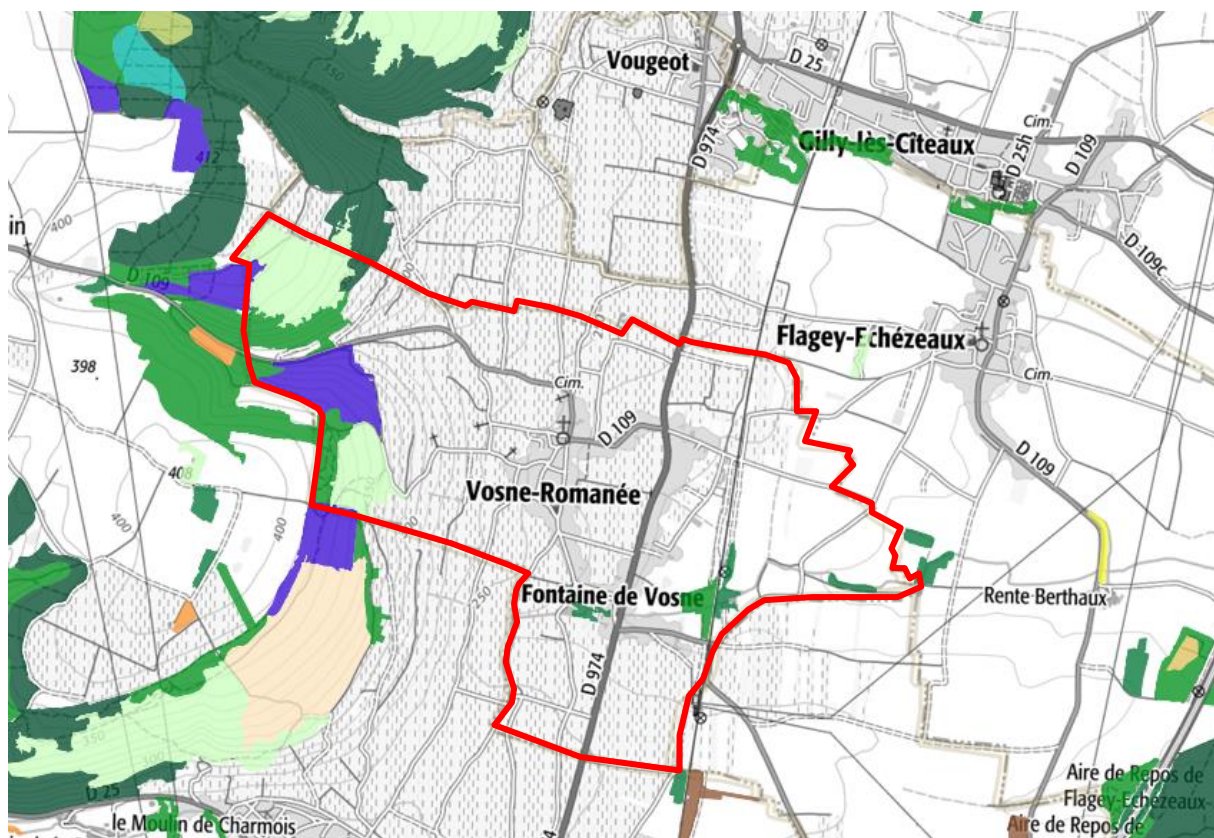 350
D 25
Vougeot
Cim.
D 974
Gilly-lès-Cîteaux
D 25h
D 109
412
400
in
D 109
D 109c
Flagey-Echézeaux
398
Cim.
Cim.
D 109
D 109
408
Vosne-Romanée
400
400
250
Fontaine de Vosne
Rente Berthaux
D 974
350
D 25
le Moulin de Charmois
Aire de Repos de
Flagey-Echézeaux-
Aire de Repos de